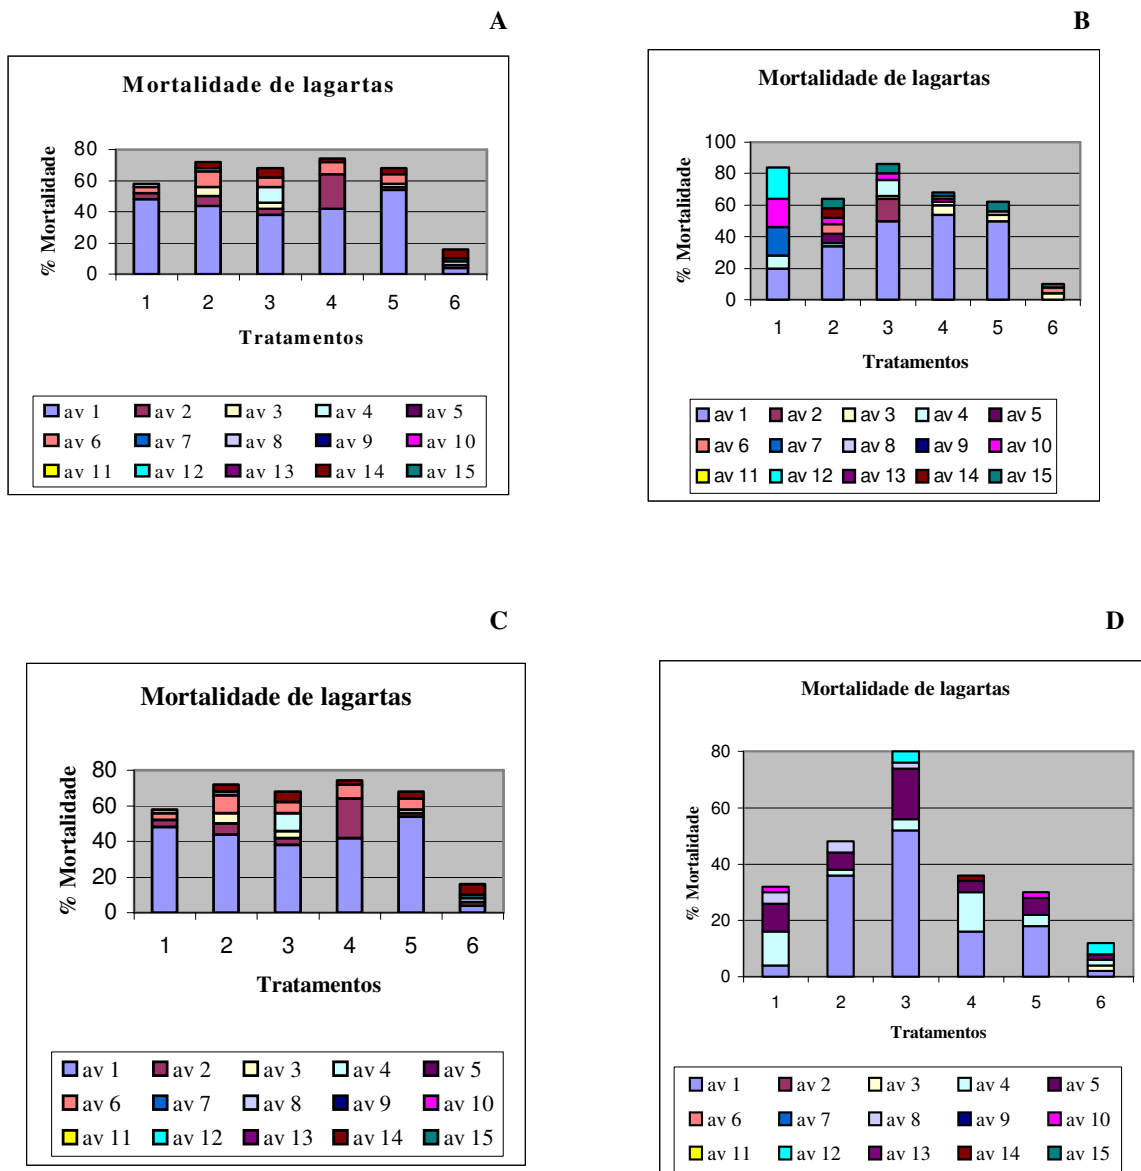 A
Mortalidade de lagartas
% Mortalidade
80
60
40
20
0
1 2 3 4 5 6
Tratamentos
av 1 av 2 av 3 av 4 av 5
av 6 av 7 av 8 av 9 av 10
av 11 av 12 av 13 av 14 av 15
B
Mortalidade de lagartas
% Mortalidade
100
80
60
40
20
0
1 2 3 4 5 6
Tratamentos
av 1 av 2 av 3 av 4 av 5
av 6 av 7 av 8 av 9 av 10
av 11 av 12 av 13 av 14 av 15
C
Mortalidade de lagartas
% Mortalidade
80
60
40
20
0
1 2 3 4 5 6
Tratamentos
av 1 av 2 av 3 av 4 av 5
av 6 av 7 av 8 av 9 av 10
av 11 av 12 av 13 av 14 av 15
D
Mortalidade de lagartas
% Mortalidade
80
60
40
20
0
1 2 3 4 5 6
Tratamentos
av 1 av 2 av 3 av 4 av 5
av 6 av 7 av 8 av 9 av 10
av 11 av 12 av 13 av 14 av 15